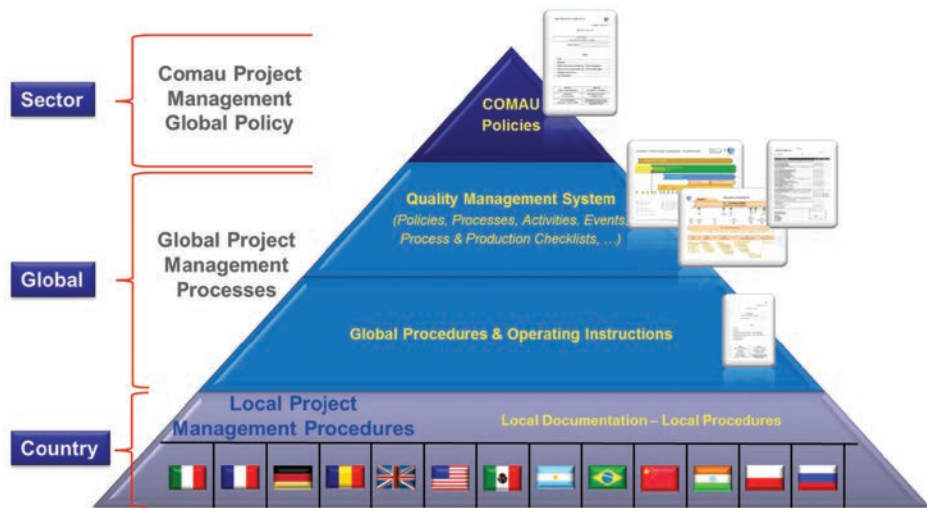 Sector
Comau Project
Management
Global Policy
COMAU
Policies
Global
Global Project
Management
Processes
Quality Management System
(Policies, Processes, Activities, Events,
Process & Production Checklists, ...)
Global Procedures & Operating Instructions
Country
Local Project
Management Procedures
Local Documentation – Local Procedures